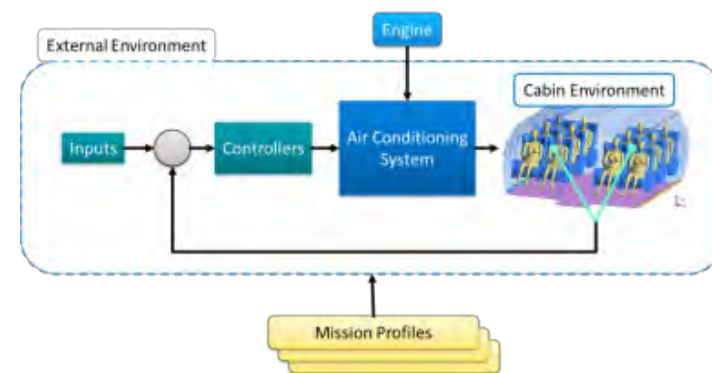 Engine
External Environment
Cabin Environment
Inputs
Controllers
Air Conditioning
System
Mission Profiles